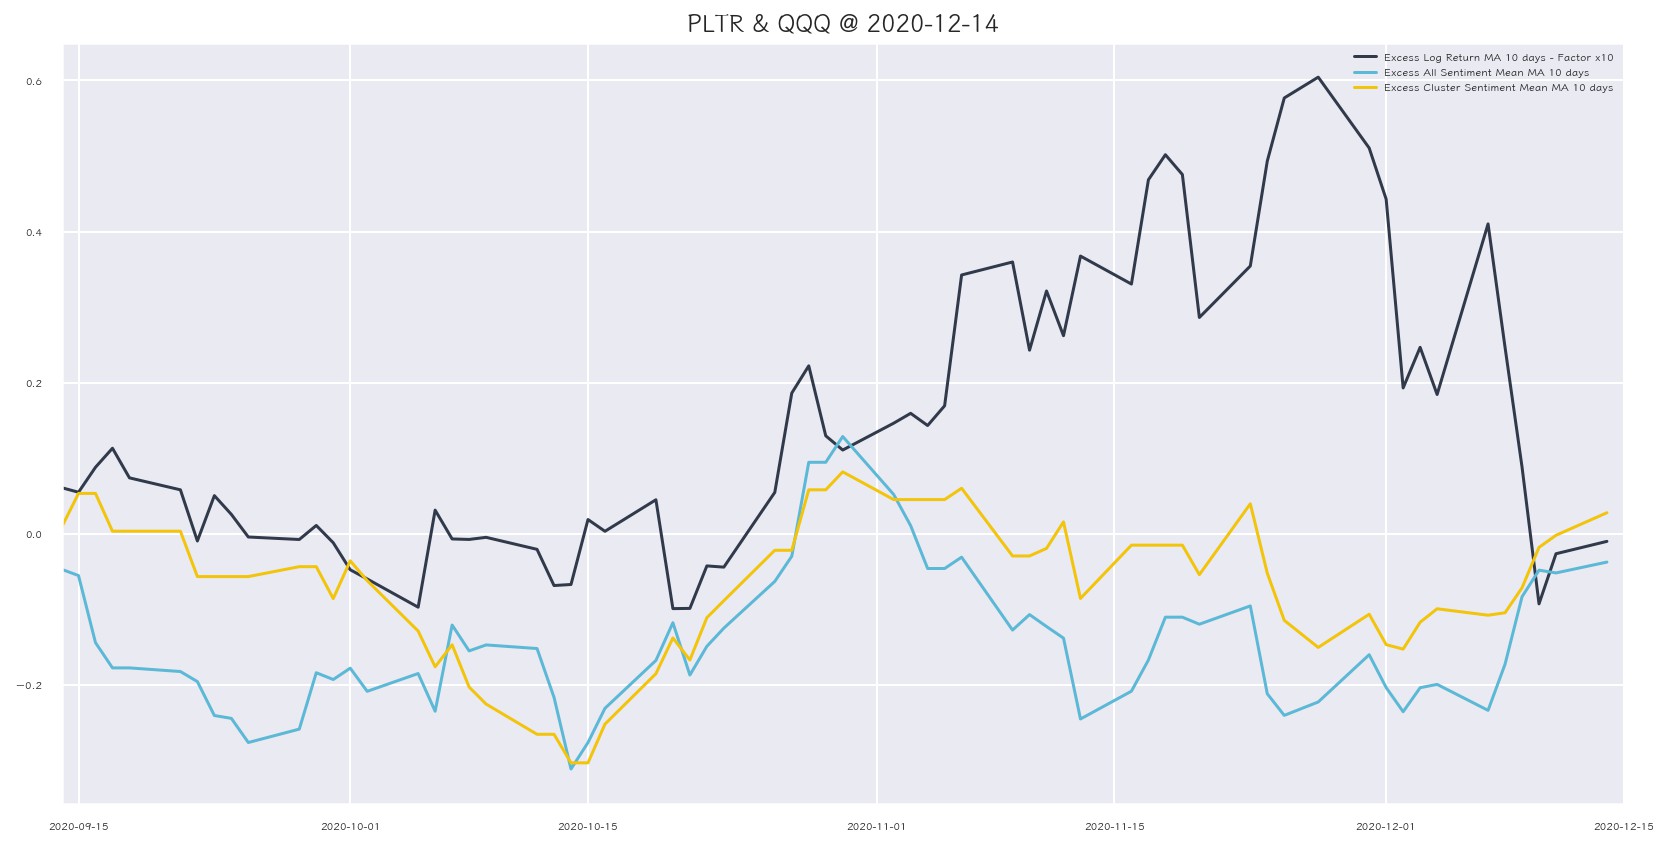 PLTR & QQQ @ 2020-12-14
Excess Log Return MA 10 days - Factor x10
Excess All Sentiment Mean MA 10 days
Excess Cluster Sentiment Mean MA 10 days
0.6
0.4
0.2
0.0
−0.2
2020-09-15 2020-10-01 2020-10-15 2020-11-01 2020-11-15 2020-12-01 2020-12-15